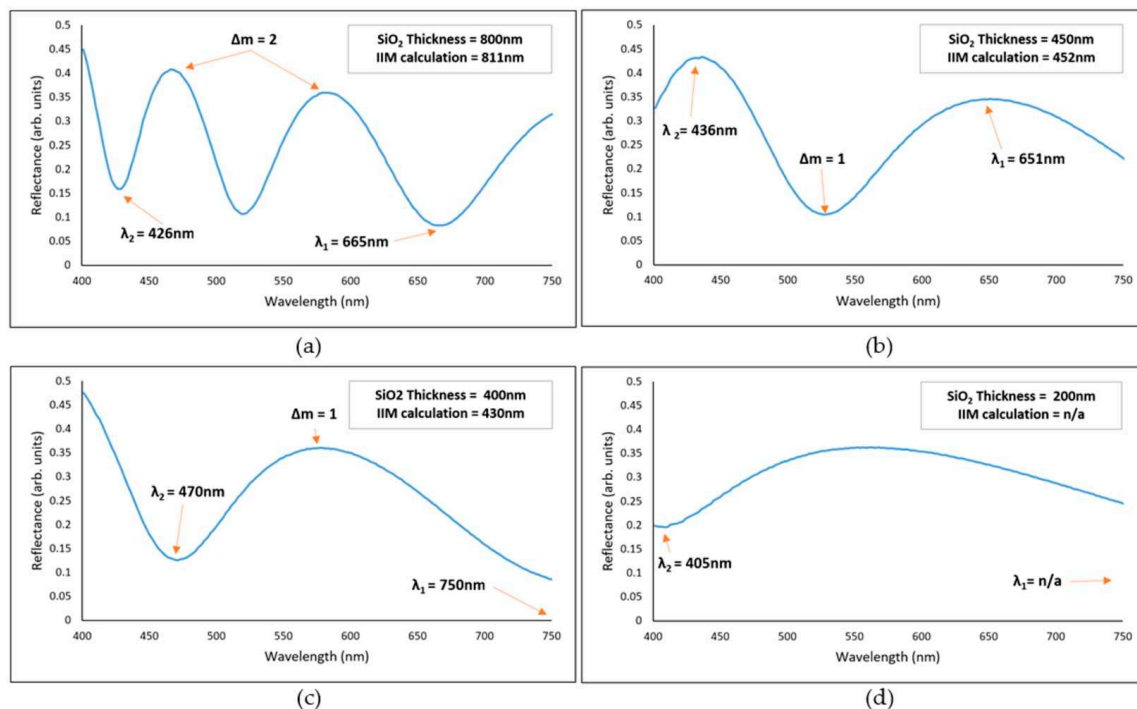 Reflectance (arb. units)
0.5
0.45
0.4
0.35
0.3
0.25
0.2
0.15
0.1
0.05
0
Δm = 2
SiO₂ Thickness = 800nm
IIM calculation = 811nm
λ₂ = 426nm
λ₁ = 665nm
400 450 500 550 600 650 700 750
Wavelength (nm)
(a)
Reflectance (arb. units)
0.5
0.45
0.4
0.35
0.3
0.25
0.2
0.15
0.1
0.05
0
SiO₂ Thickness = 450nm
IIM calculation = 452nm
λ ₂ = 436nm
Δm = 1
λ₁ = 651nm
400 450 500 550 600 650 700 750
Wavelength (nm)
(b)
Reflectance (arb. units)
0.5
0.45
0.4
0.35
0.3
0.25
0.2
0.15
0.1
0.05
0
SiO2 Thickness = 400nm
IIM calculation = 430nm
Δm = 1
λ₂ = 470nm
λ₁ = 750nm
400 450 500 550 600 650 700 750
Wavelength (nm)
(c)
Reflectance (arb. units)
0.5
0.45
0.4
0.35
0.3
0.25
0.2
0.15
0.1
0.05
0
SiO₂ Thickness = 200nm
IIM calculation = n/a
λ₂ = 405nm
λ₁= n/a
400 450 500 550 600 650 700 750
Wavelength (nm)
(d)